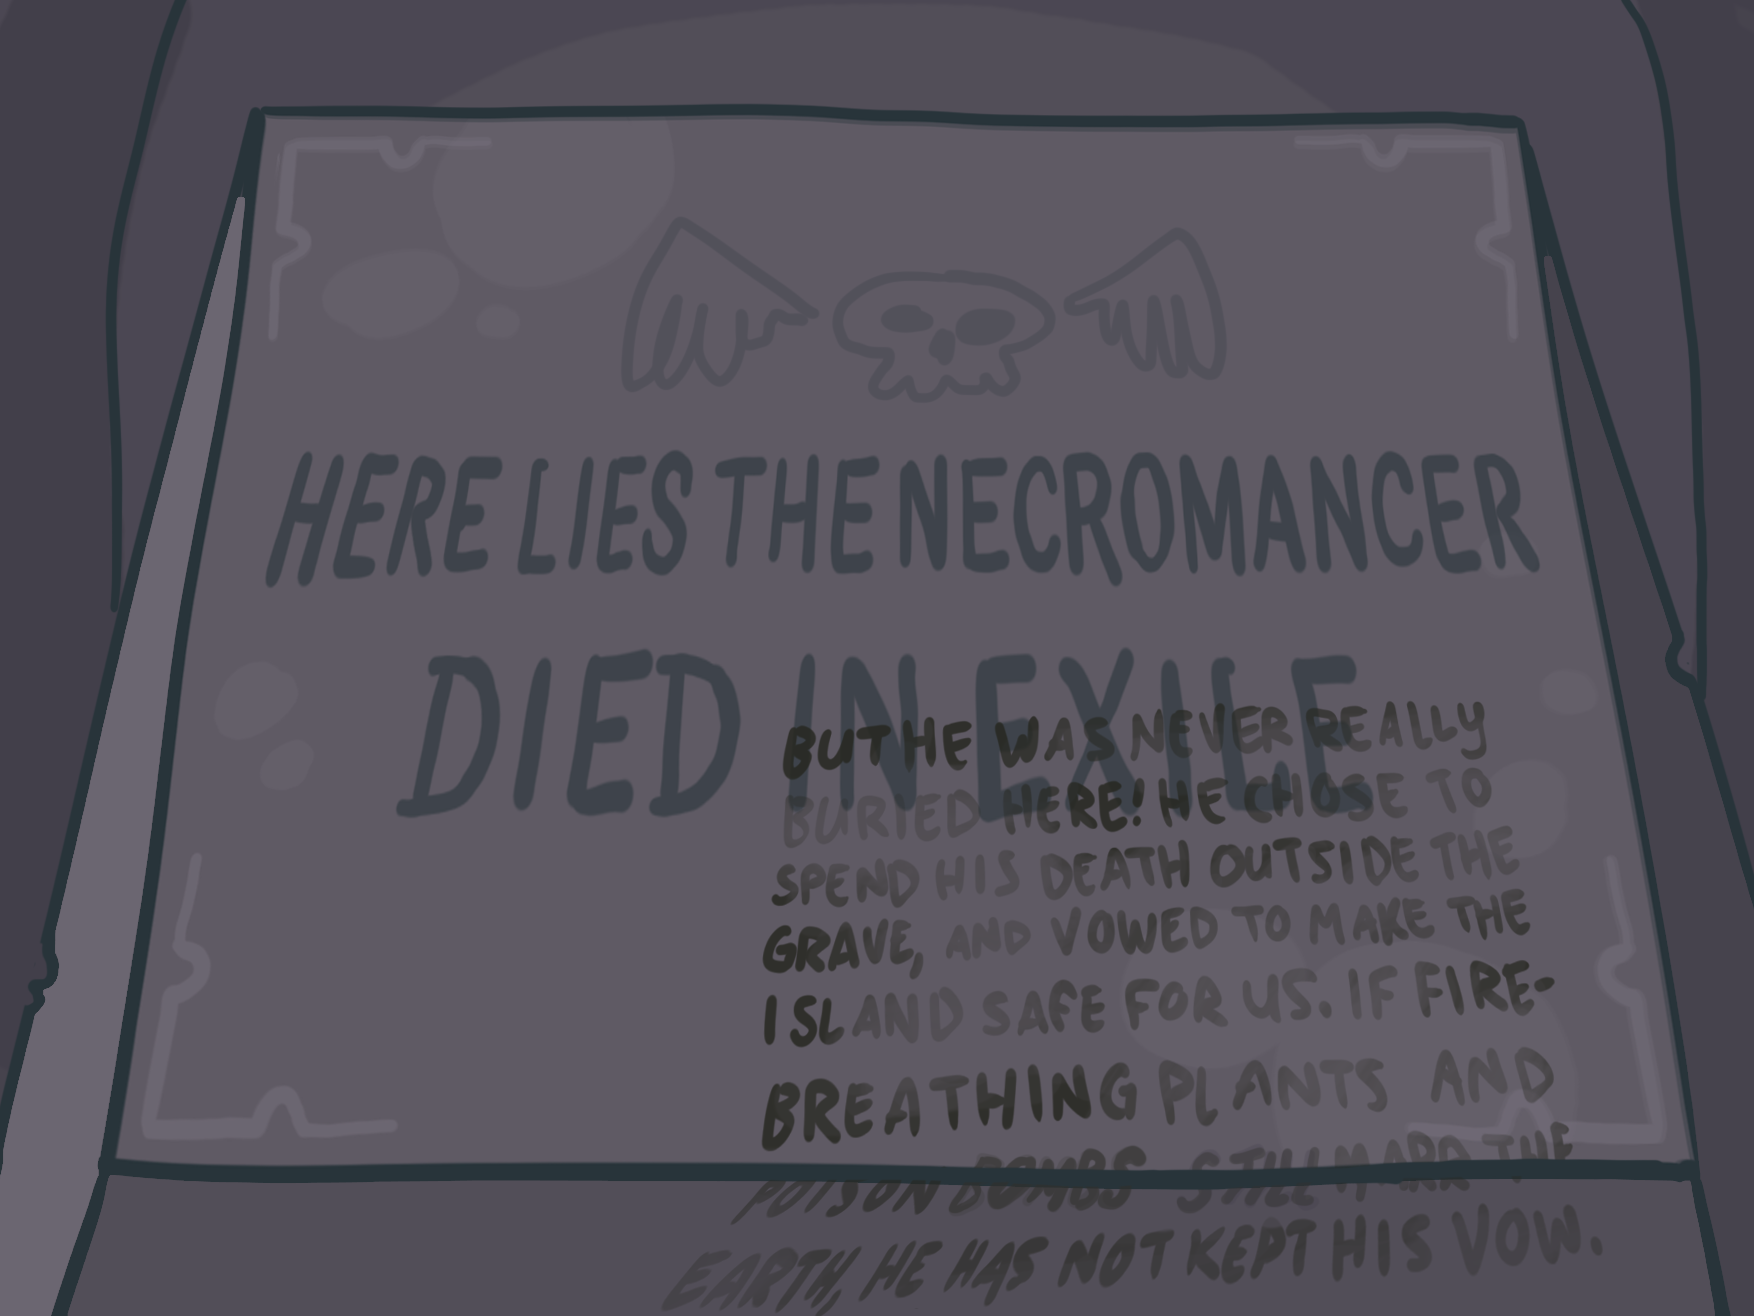 HERE LIES THE NECROMANCER
DIED IN EXILE
BUT HE WAS NEVER REALLY
BURIED HERE! HE CHOSE TO
SPEND HIS DEATH OUTSIDE THE
GRAVE, AND VOWED TO MAKE THE
ISLAND SAFE FOR US. IF FIRE-
BREATHING PLANTS AND
POISON BOMBS STILL MARR THE
EARTH, HE HAS NOT KEPT HIS VOW.